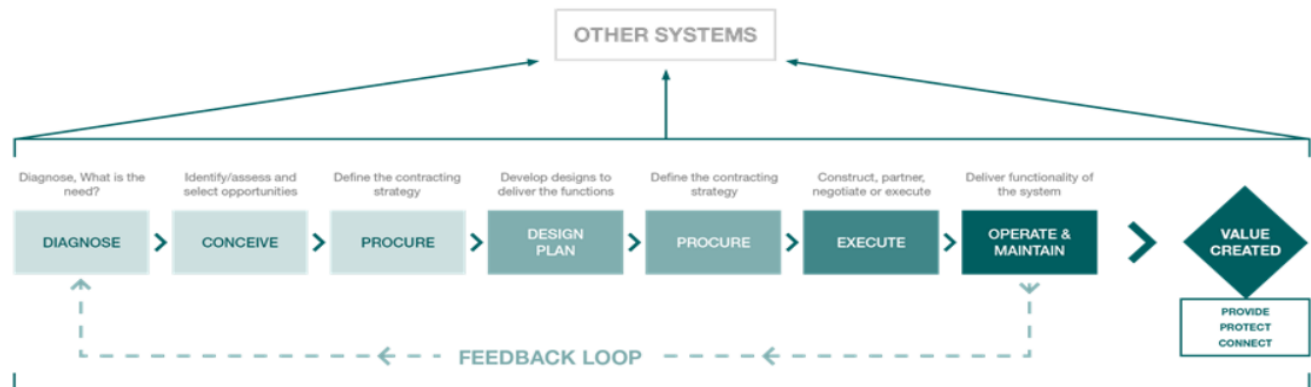 OTHER SYSTEMS
Diagnose, What is the
need?
Identify/assess and
select opportunities
Define the contracting
strategy
Develop designs to
deliver the functions
Define the contracting
strategy
Construct, partner,
negotiate or execute
Deliver functionality of
the system
DIAGNOSE
CONCEIVE
PROCURE
DESIGN
PLAN
PROCURE
EXECUTE
OPERATE &
MAINTAIN
VALUE
CREATED
PROVIDE
PROTECT
CONNECT
FEEDBACK LOOP